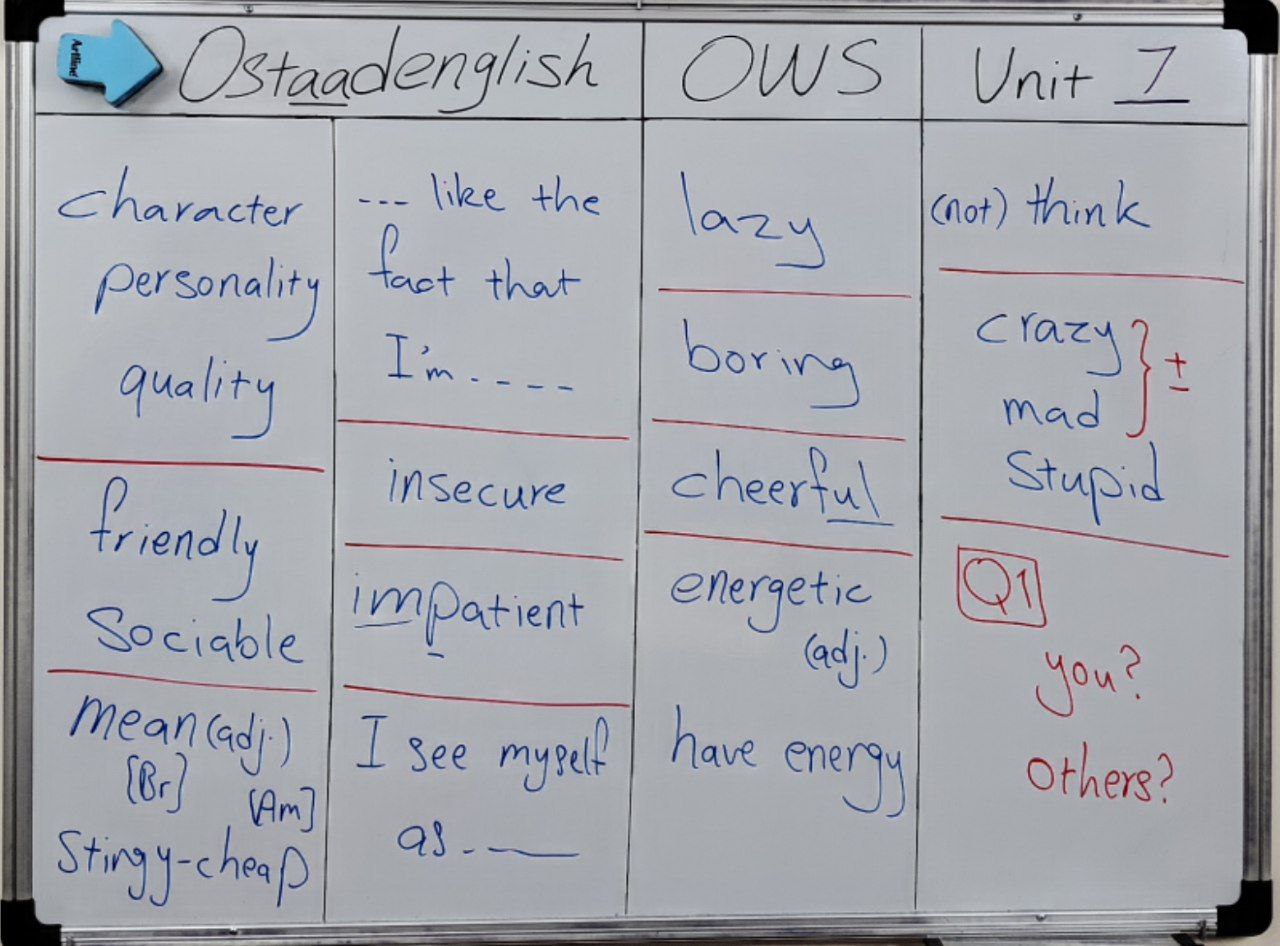 Artline
Ostaadenglish
OWS
Unit 7
character
personality
quality
friendly
Sociable
mean (adj.)
[Br]
[Am]
Stingy-cheap
--- like the
fact that
I'm - - - -
insecure
impatient
I see myself
as - ——
lazy
boring
cheerful
energetic
(adj.)
have energy
(not) think
crazy
mad } ±
Stupid
Q1
you?
others?